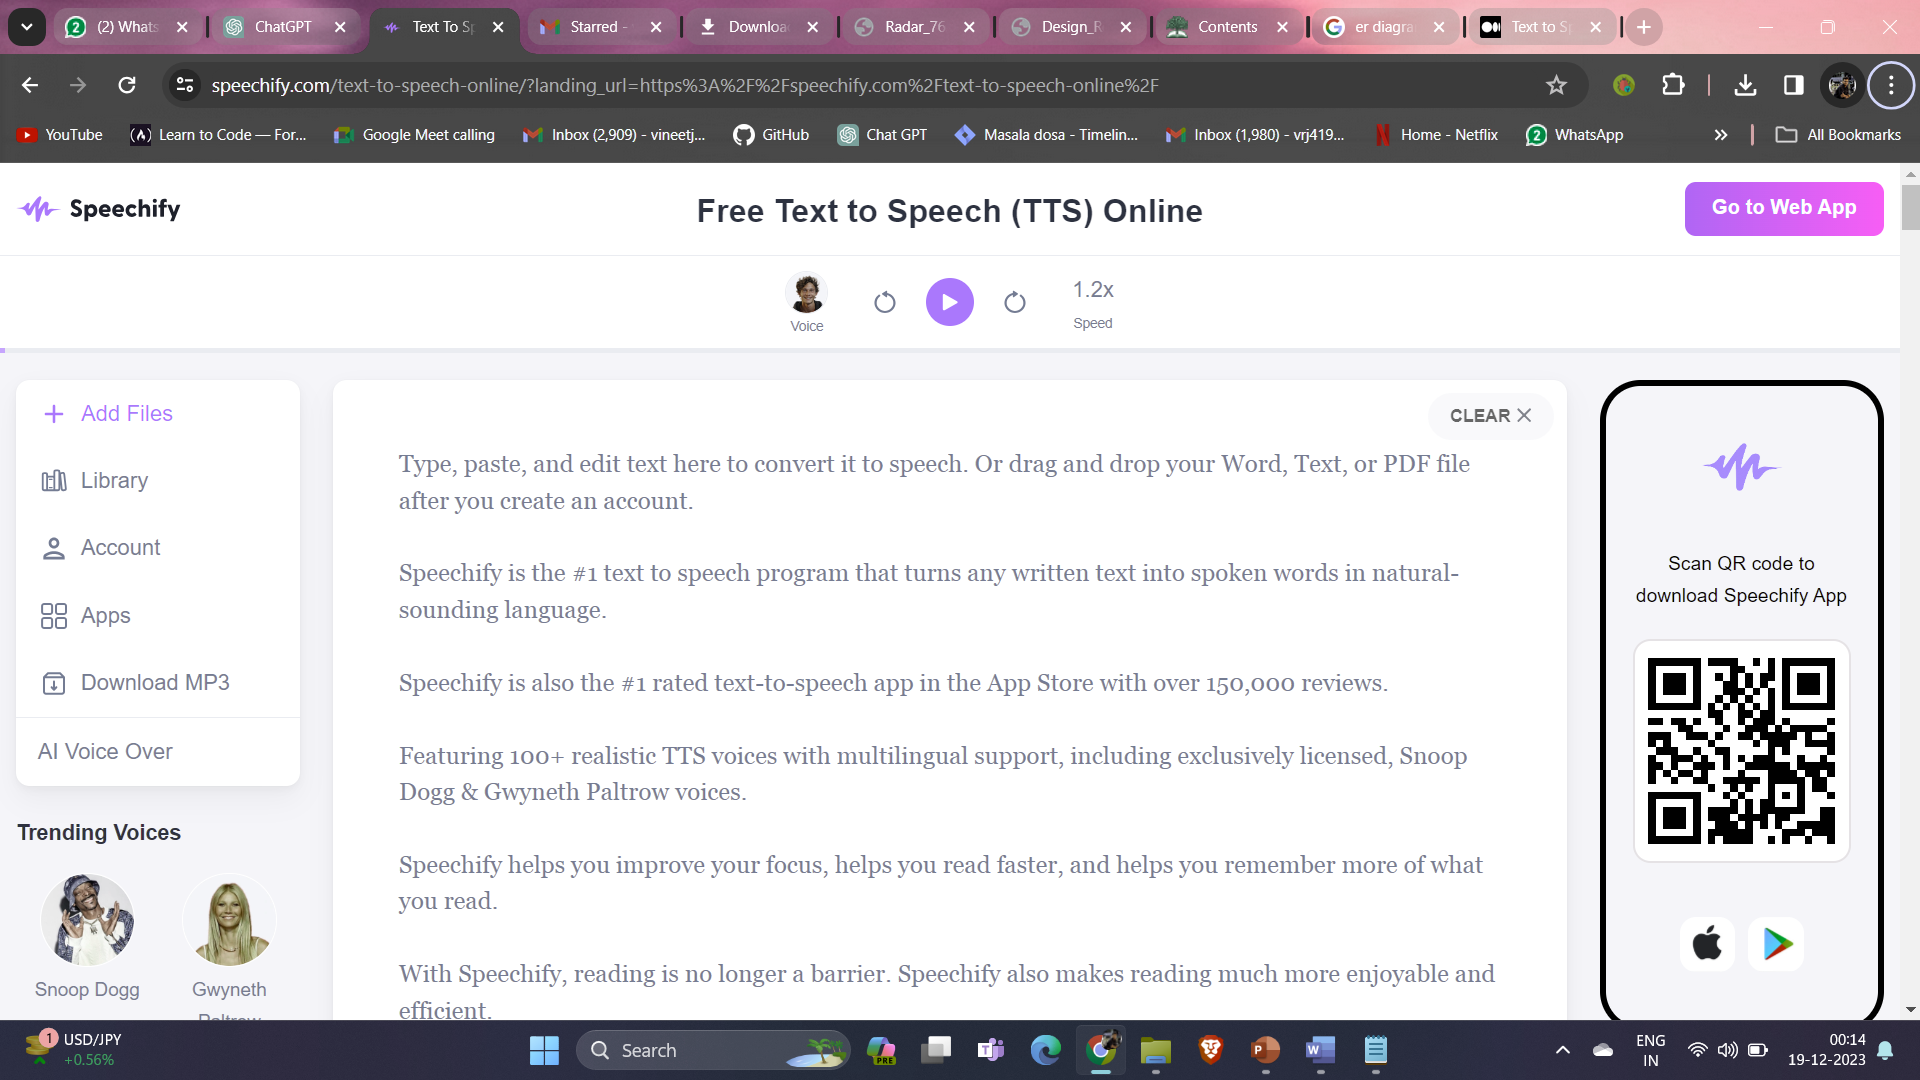 (2) Whats
ChatGPT
Text To Sp
Starred -
Downloa
Radar_76
Design_R
Contents
er diagra
Text to Sp
speechify.com/text-to-speech-online/?landing_url=https%3A%2F%2Fspeechify.com%2Ftext-to-speech-online%2F
YouTube
Learn to Code — For...
Google Meet calling
Inbox (2,909) - vineetj...
GitHub
Chat GPT
Masala dosa - Timelin...
Inbox (1,980) - vrj419...
Home - Netflix
WhatsApp
All Bookmarks
Speechify
Free Text to Speech (TTS) Online
Go to Web App
Voice
1.2x
Speed
Add Files
Library
Account
Apps
Download MP3
AI Voice Over
Trending Voices
Snoop Dogg
Gwyneth
Paltrow
CLEAR
Type, paste, and edit text here to convert it to speech. Or drag and drop your Word, Text, or PDF file
after you create an account.
Speechify is the #1 text to speech program that turns any written text into spoken words in natural-
sounding language.
Speechify is also the #1 rated text-to-speech app in the App Store with over 150,000 reviews.
Featuring 100+ realistic TTS voices with multilingual support, including exclusively licensed, Snoop
Dogg & Gwyneth Paltrow voices.
Speechify helps you improve your focus, helps you read faster, and helps you remember more of what
you read.
With Speechify, reading is no longer a barrier. Speechify also makes reading much more enjoyable and
efficient.
Scan QR code to
download Speechify App
1
USD/JPY
+0.56%
Search
PRE
ENG
IN
00:14
19-12-2023